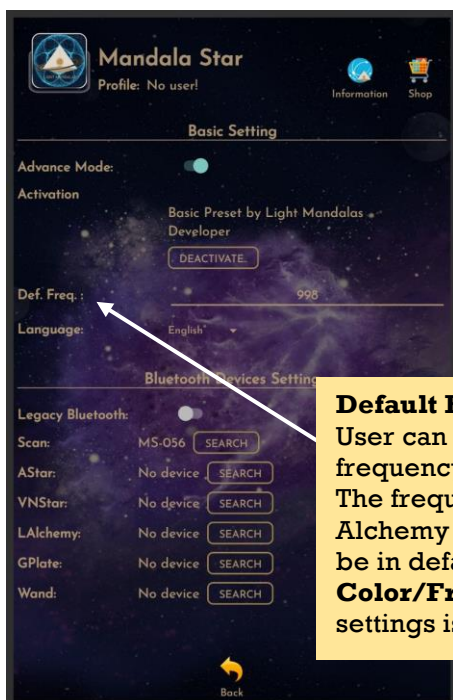 Mandala Star
Profile: No user!
Information Shop
Basic Setting
Advance Mode:
Activation
Basic Preset by Light Mandalas
Developer
DEACTIVATE..
Def. Freq. : 998
Language: English
Bluetooth Devices Setting
Legacy Bluetooth:
Scan: MS-056 SEARCH
AStar: No device SEARCH
VNStar: No device SEARCH
LAlchemy: No device SEARCH
GPlate: No device SEARCH
Wand: No device SEARCH
Back
Default
User can
frequenc
The frequ
Alchemy
be in defa
Color/Fr
settings is